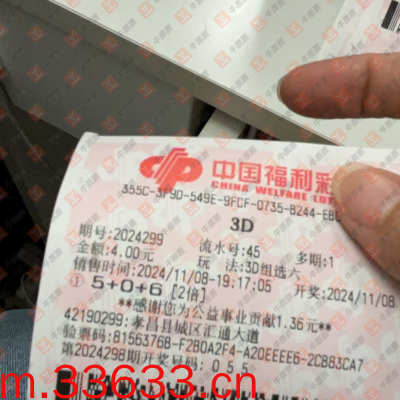 中国福利彩
CHINA WELFARE LOT
355C-3F9D-549E-9FCF-0735-8244-EB
3D
期号:2024299 流水号:45 多期:1
金额:4.00元 玩 法:3D组选六
销售时间:2024/11/08-19:17:05 开奖:2024/11/08
① 5+0+6 [2倍]
**感谢您为公益事业贡献1.36元**
42190299:孝昌县城区汇通大道
验票码:81563768-F2B0A2F4-A20EEEE6-2CB83CA7
第2024298期开奖号码: 0 5 5
m.33633.cn